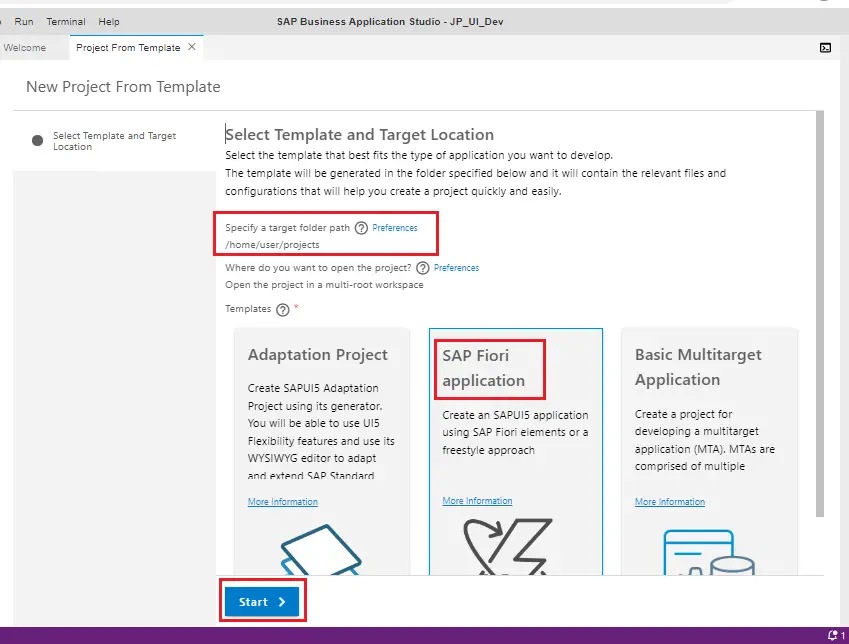 Run Terminal Help SAP Business Application Studio - JP_UI_Dev
Welcome Project From Template ×
New Project From Template
Select Template and Target
Location
Select Template and Target Location
Select the template that best fits the type of application you want to develop.
The template will be generated in the folder specified below and it will contain the relevant files and
configurations that will help you create a project quickly and easily.
Specify a target folder path ? Preferences
/home/user/projects
Where do you want to open the project? ? Preferences
Open the project in a multi-root workspace
Templates ? *
Adaptation Project
Create SAPUI5 Adaptation
Project using its generator.
You will be able to use UI5
Flexibility features and use its
WYSIWYG editor to adapt
and extend SAP Standard
More Information
SAP Fiori
application
Create an SAPUI5 application
using SAP Fiori elements or a
freestyle approach
More Information
Basic Multitarget
Application
Create a project for
developing a multitarget
application (MTA). MTAs are
comprised of multiple
More Information
Start >
1